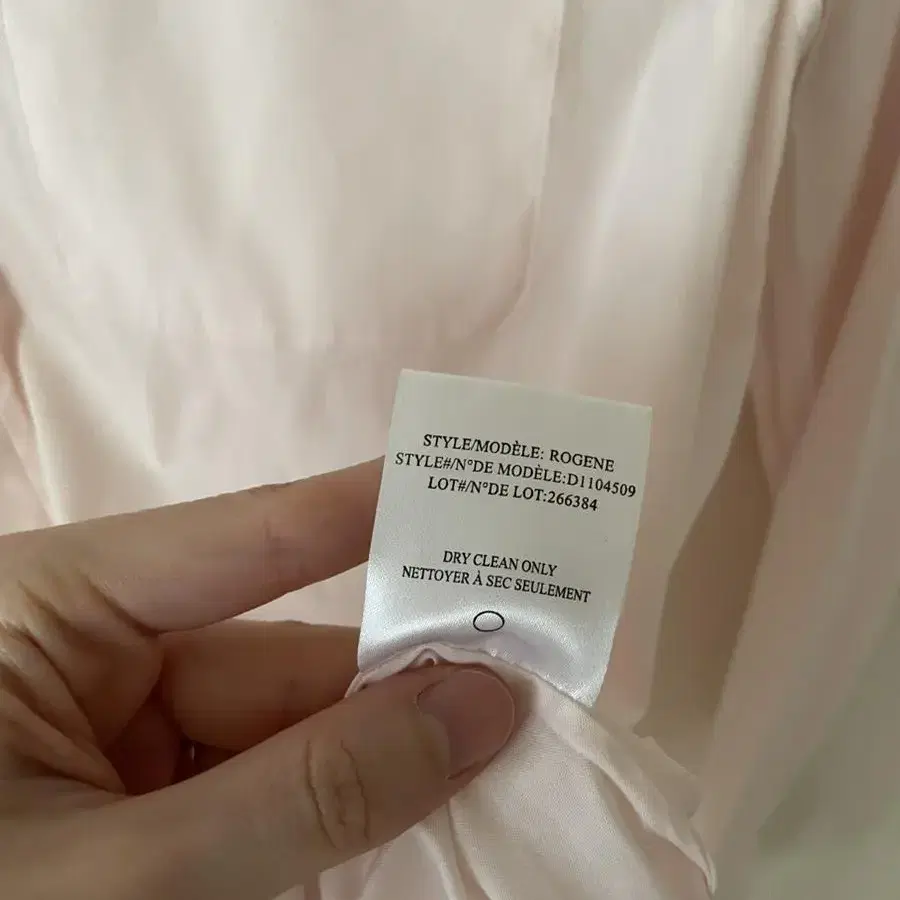 STYLE/MODÈLE: ROGENE
STYLE#/N°DE MODÈLE:D1104509
LOT#/N°DE LOT:266384
DRY CLEAN ONLY
NETTOYER À SEC SEULEMENT